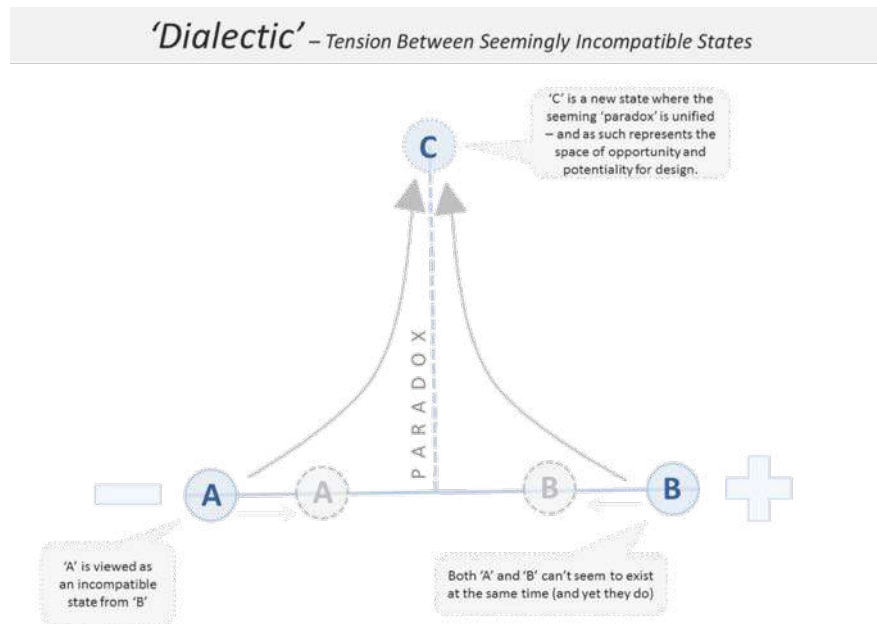 ‘Dialectic’ – Tension Between Seemingly Incompatible States
‘C’ is a new state where the
seeming ‘paradox’ is unified
– and as such represents the
space of opportunity and
potentiality for design.
C
PARADOX
A
A
B
B
‘A’ is viewed as
an incompatible
state from ‘B’
Both ‘A’ and ‘B’ can’t seem to exist
at the same time (and yet they do)